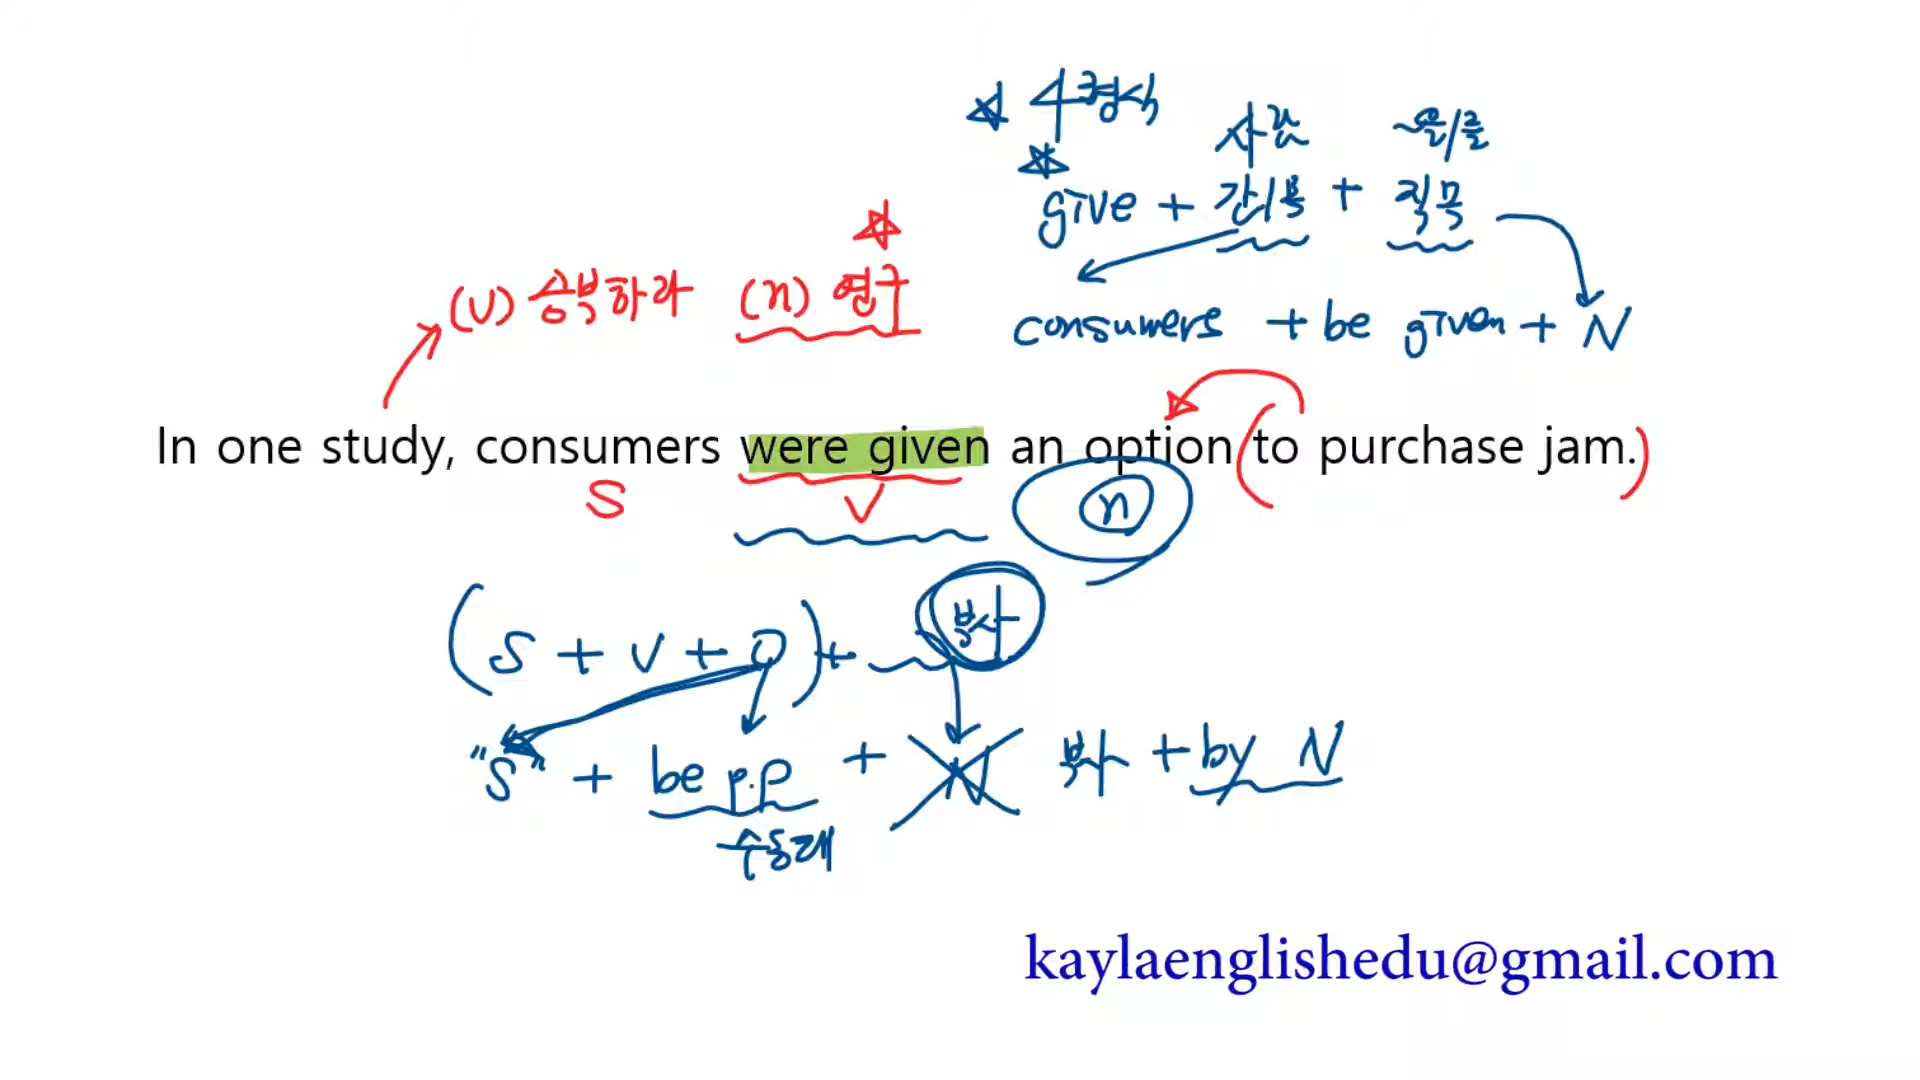 4형식
사람 ~을/를
give + 간/목 + 직목
(v) 공부하라 (n) 연구
consumers + be given + N
In one study, consumers were given an option (to purchase jam.)
S V n
(S + V + O) + 부사
"S" + be p.p + N 부사 + by N
수동태
kaylaenglishedu@gmail.com